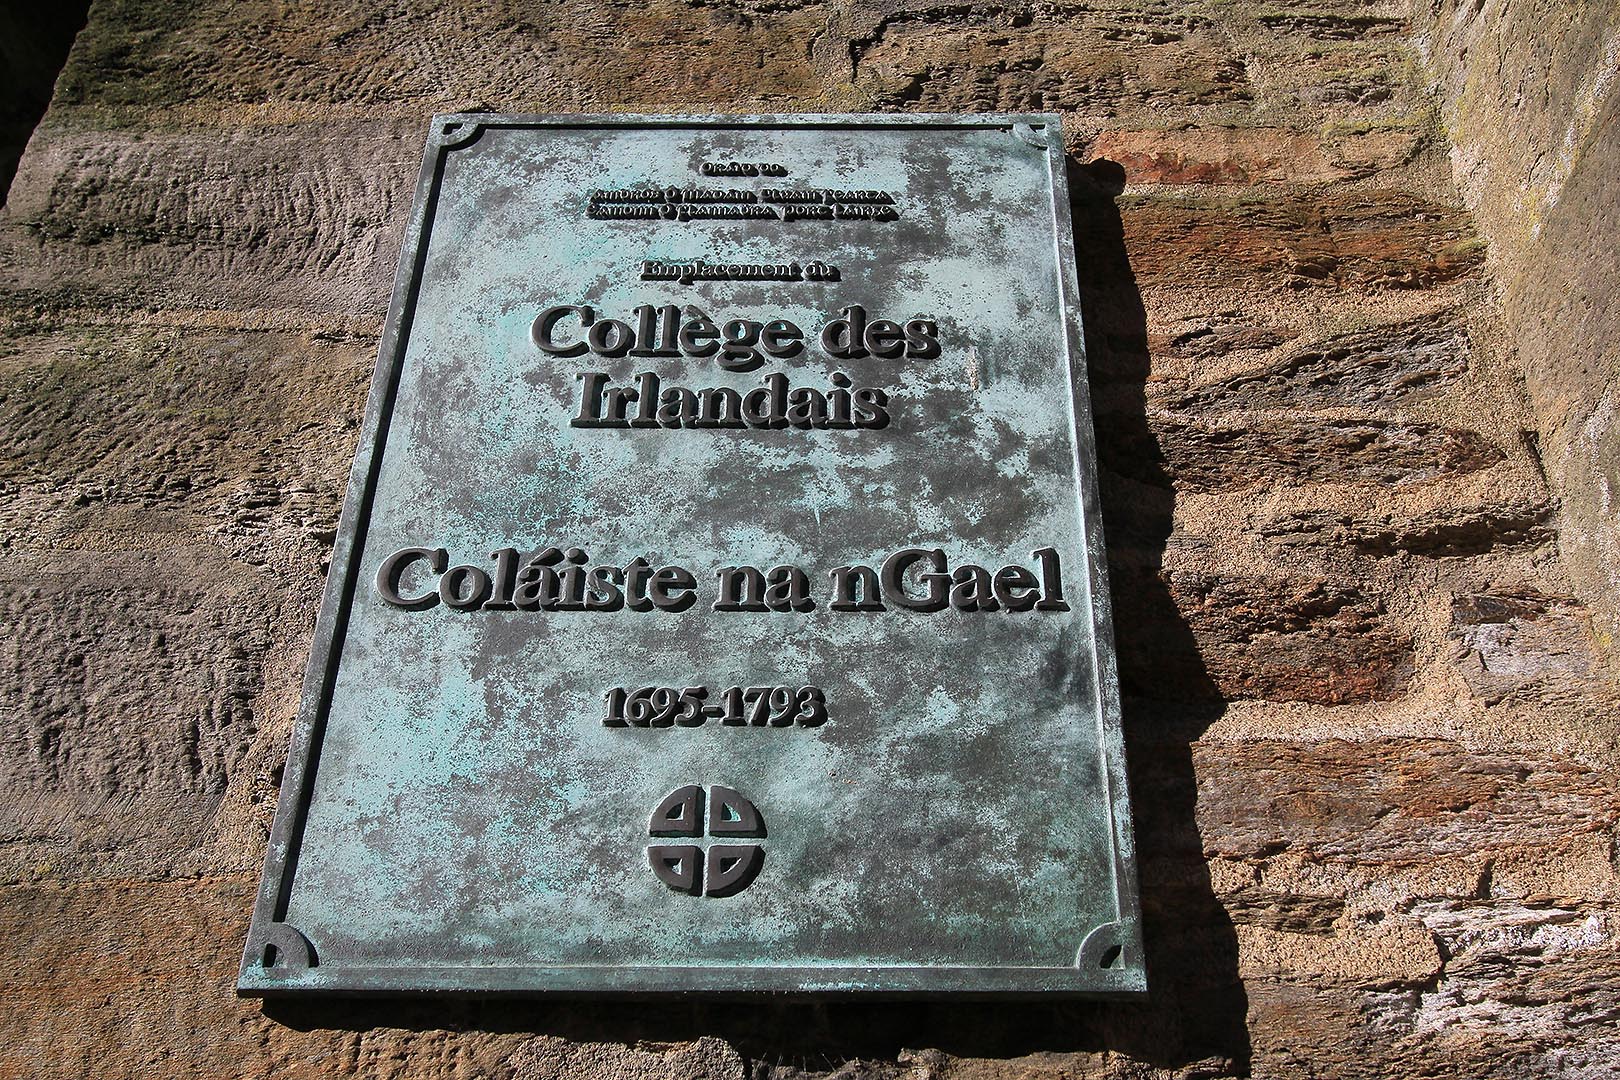 Emplacement du
Collège des
Irlandais
Coláiste na nGael
1695-1793